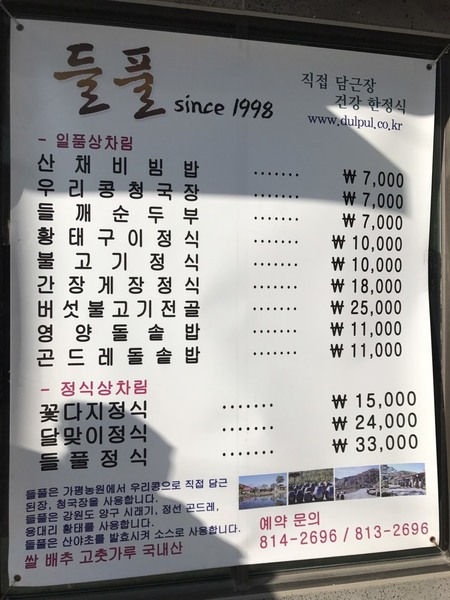 들풀 since 1998
직접 담근장
건강 한정식
www.dulpul.co.kr
- 일품상차림
산채비빔밥 ······· ₩ 7,000
우리콩청국장 ······· ₩ 7,000
들깨순두부 ······· ₩ 7,000
황태구이정식 ······· ₩ 10,000
불고기정식 ······· ₩ 10,000
간장게장정식 ······· ₩ 18,000
버섯불고기전골 ······· ₩ 25,000
영양돌솥밥 ······· ₩ 11,000
곤드레돌솥밥 ······· ₩ 11,000
- 정식상차림
꽃다지정식 ······· ₩ 15,000
달맞이정식 ······· ₩ 24,000
들풀정식 ······· ₩ 33,000
들풀은 가평농원에서 우리콩으로 직접 담근
된장, 청국장을 사용합니다.
들풀은 강원도 양구 시래기, 정선 곤드레,
용대리 황태를 사용합니다.
들풀은 산야초를 발효시켜 소스로 사용합니다.
쌀 배추 고춧가루 국내산
예약 문의
814-2696 / 813-2696